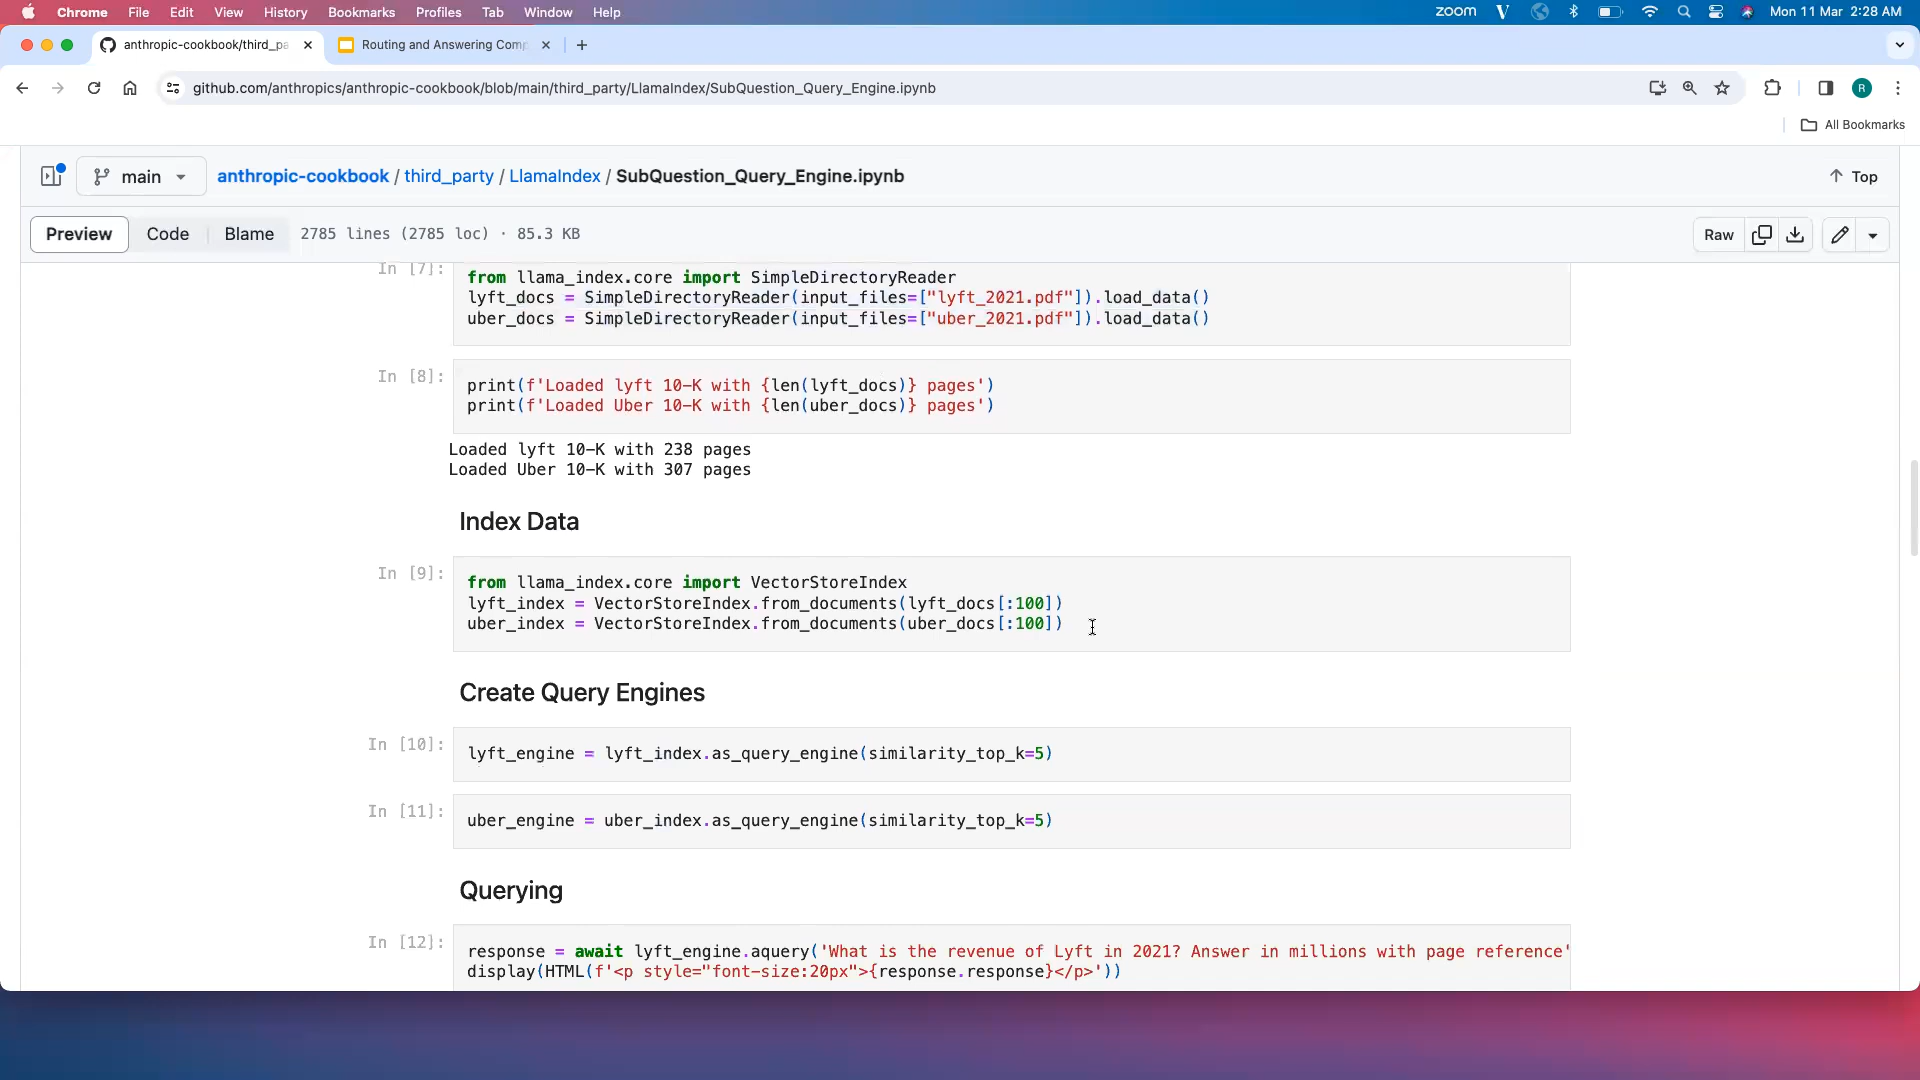 Chrome File Edit View History Bookmarks Profiles Tab Window Help zoom V Mon 11 Mar 2:28 AM
anthropic-cookbook/third_pa Routing and Answering Comp
github.com/anthropics/anthropic-cookbook/blob/main/third_party/LlamaIndex/SubQuestion_Query_Engine.ipynb R
All Bookmarks
main anthropic-cookbook / third_party / LlamaIndex / SubQuestion_Query_Engine.ipynb Top
Preview Code Blame 2785 lines (2785 loc) · 85.3 KB Raw
In [7]: from llama_index.core import SimpleDirectoryReader
lyft_docs = SimpleDirectoryReader(input_files=["lyft_2021.pdf"]).load_data()
uber_docs = SimpleDirectoryReader(input_files=["uber_2021.pdf"]).load_data()
In [8]: print(f'Loaded lyft 10-K with {len(lyft_docs)} pages')
print(f'Loaded Uber 10-K with {len(uber_docs)} pages')
Loaded lyft 10-K with 238 pages
Loaded Uber 10-K with 307 pages
Index Data
In [9]: from llama_index.core import VectorStoreIndex
lyft_index = VectorStoreIndex.from_documents(lyft_docs[:100])
uber_index = VectorStoreIndex.from_documents(uber_docs[:100])
Create Query Engines
In [10]: lyft_engine = lyft_index.as_query_engine(similarity_top_k=5)
In [11]: uber_engine = uber_index.as_query_engine(similarity_top_k=5)
Querying
In [12]: response = await lyft_engine.aquery('What is the revenue of Lyft in 2021? Answer in millions with page reference'
display(HTML(f'<p style="font-size:20px">{response.response}</p>'))